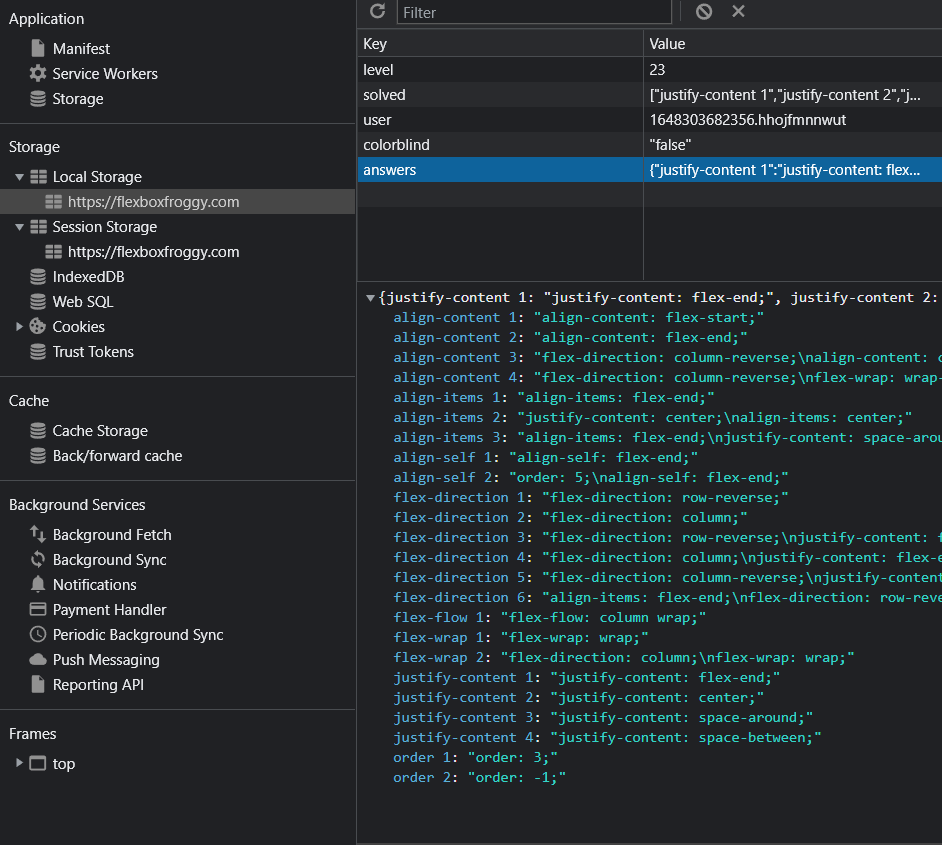 Application
Manifest
Service Workers
Storage
Storage
Local Storage
https://flexboxfroggy.com
Session Storage
https://flexboxfroggy.com
IndexedDB
Web SQL
Cookies
Trust Tokens
Cache
Cache Storage
Back/forward cache
Background Services
Background Fetch
Background Sync
Notifications
Payment Handler
Periodic Background Sync
Push Messaging
Reporting API
Frames
top
Filter
Key Value
level 23
solved ["justify-content 1","justify-content 2","j...
user 1648303682356.hhojfmnnwut
colorblind "false"
answers {"justify-content 1":"justify-content: flex...
{justify-content 1: "justify-content: flex-end;", justify-content 2:
align-content 1: "align-content: flex-start;"
align-content 2: "align-content: flex-end;"
align-content 3: "flex-direction: column-reverse;\nalign-content: c
align-content 4: "flex-direction: column-reverse;\nflex-wrap: wrap-
align-items 1: "align-items: flex-end;"
align-items 2: "justify-content: center;\nalign-items: center;"
align-items 3: "align-items: flex-end;\njustify-content: space-arou
align-self 1: "align-self: flex-end;"
align-self 2: "order: 5;\nalign-self: flex-end;"
flex-direction 1: "flex-direction: row-reverse;"
flex-direction 2: "flex-direction: column;"
flex-direction 3: "flex-direction: row-reverse;\njustify-content: f
flex-direction 4: "flex-direction: column;\njustify-content: flex-e
flex-direction 5: "flex-direction: column-reverse;\njustify-content
flex-direction 6: "align-items: flex-end;\nflex-direction: row-reve
flex-flow 1: "flex-flow: column wrap;"
flex-wrap 1: "flex-wrap: wrap;"
flex-wrap 2: "flex-direction: column;\nflex-wrap: wrap;"
justify-content 1: "justify-content: flex-end;"
justify-content 2: "justify-content: center;"
justify-content 3: "justify-content: space-around;"
justify-content 4: "justify-content: space-between;"
order 1: "order: 3;"
order 2: "order: -1;"